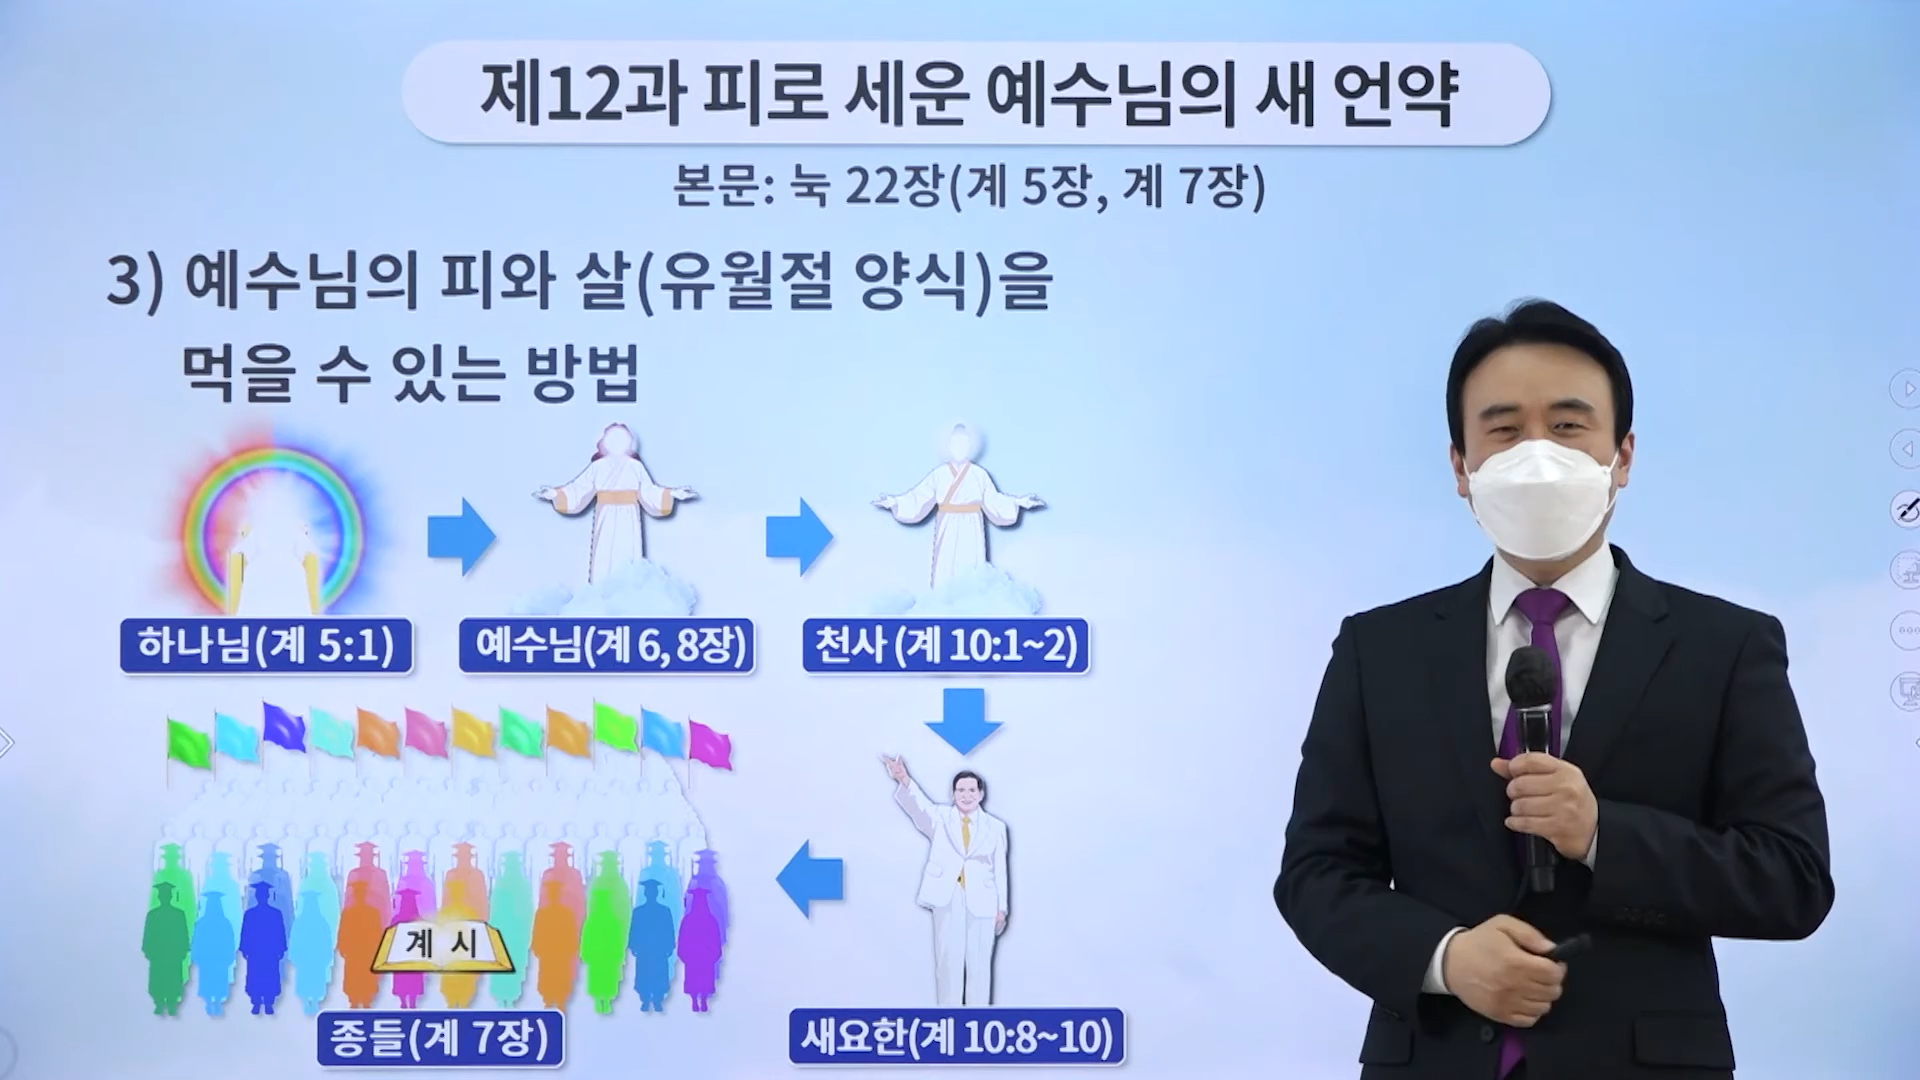 제12과 피로 세운 예수님의 새 언약
본문: 눅 22장(계 5장, 계 7장)
3) 예수님의 피와 살(유월절 양식)을
먹을 수 있는 방법
하나님(계 5:1)
예수님(계 6, 8장)
천사 (계 10:1~2)
계 시
종들(계 7장)
새요한(계 10:8~10)